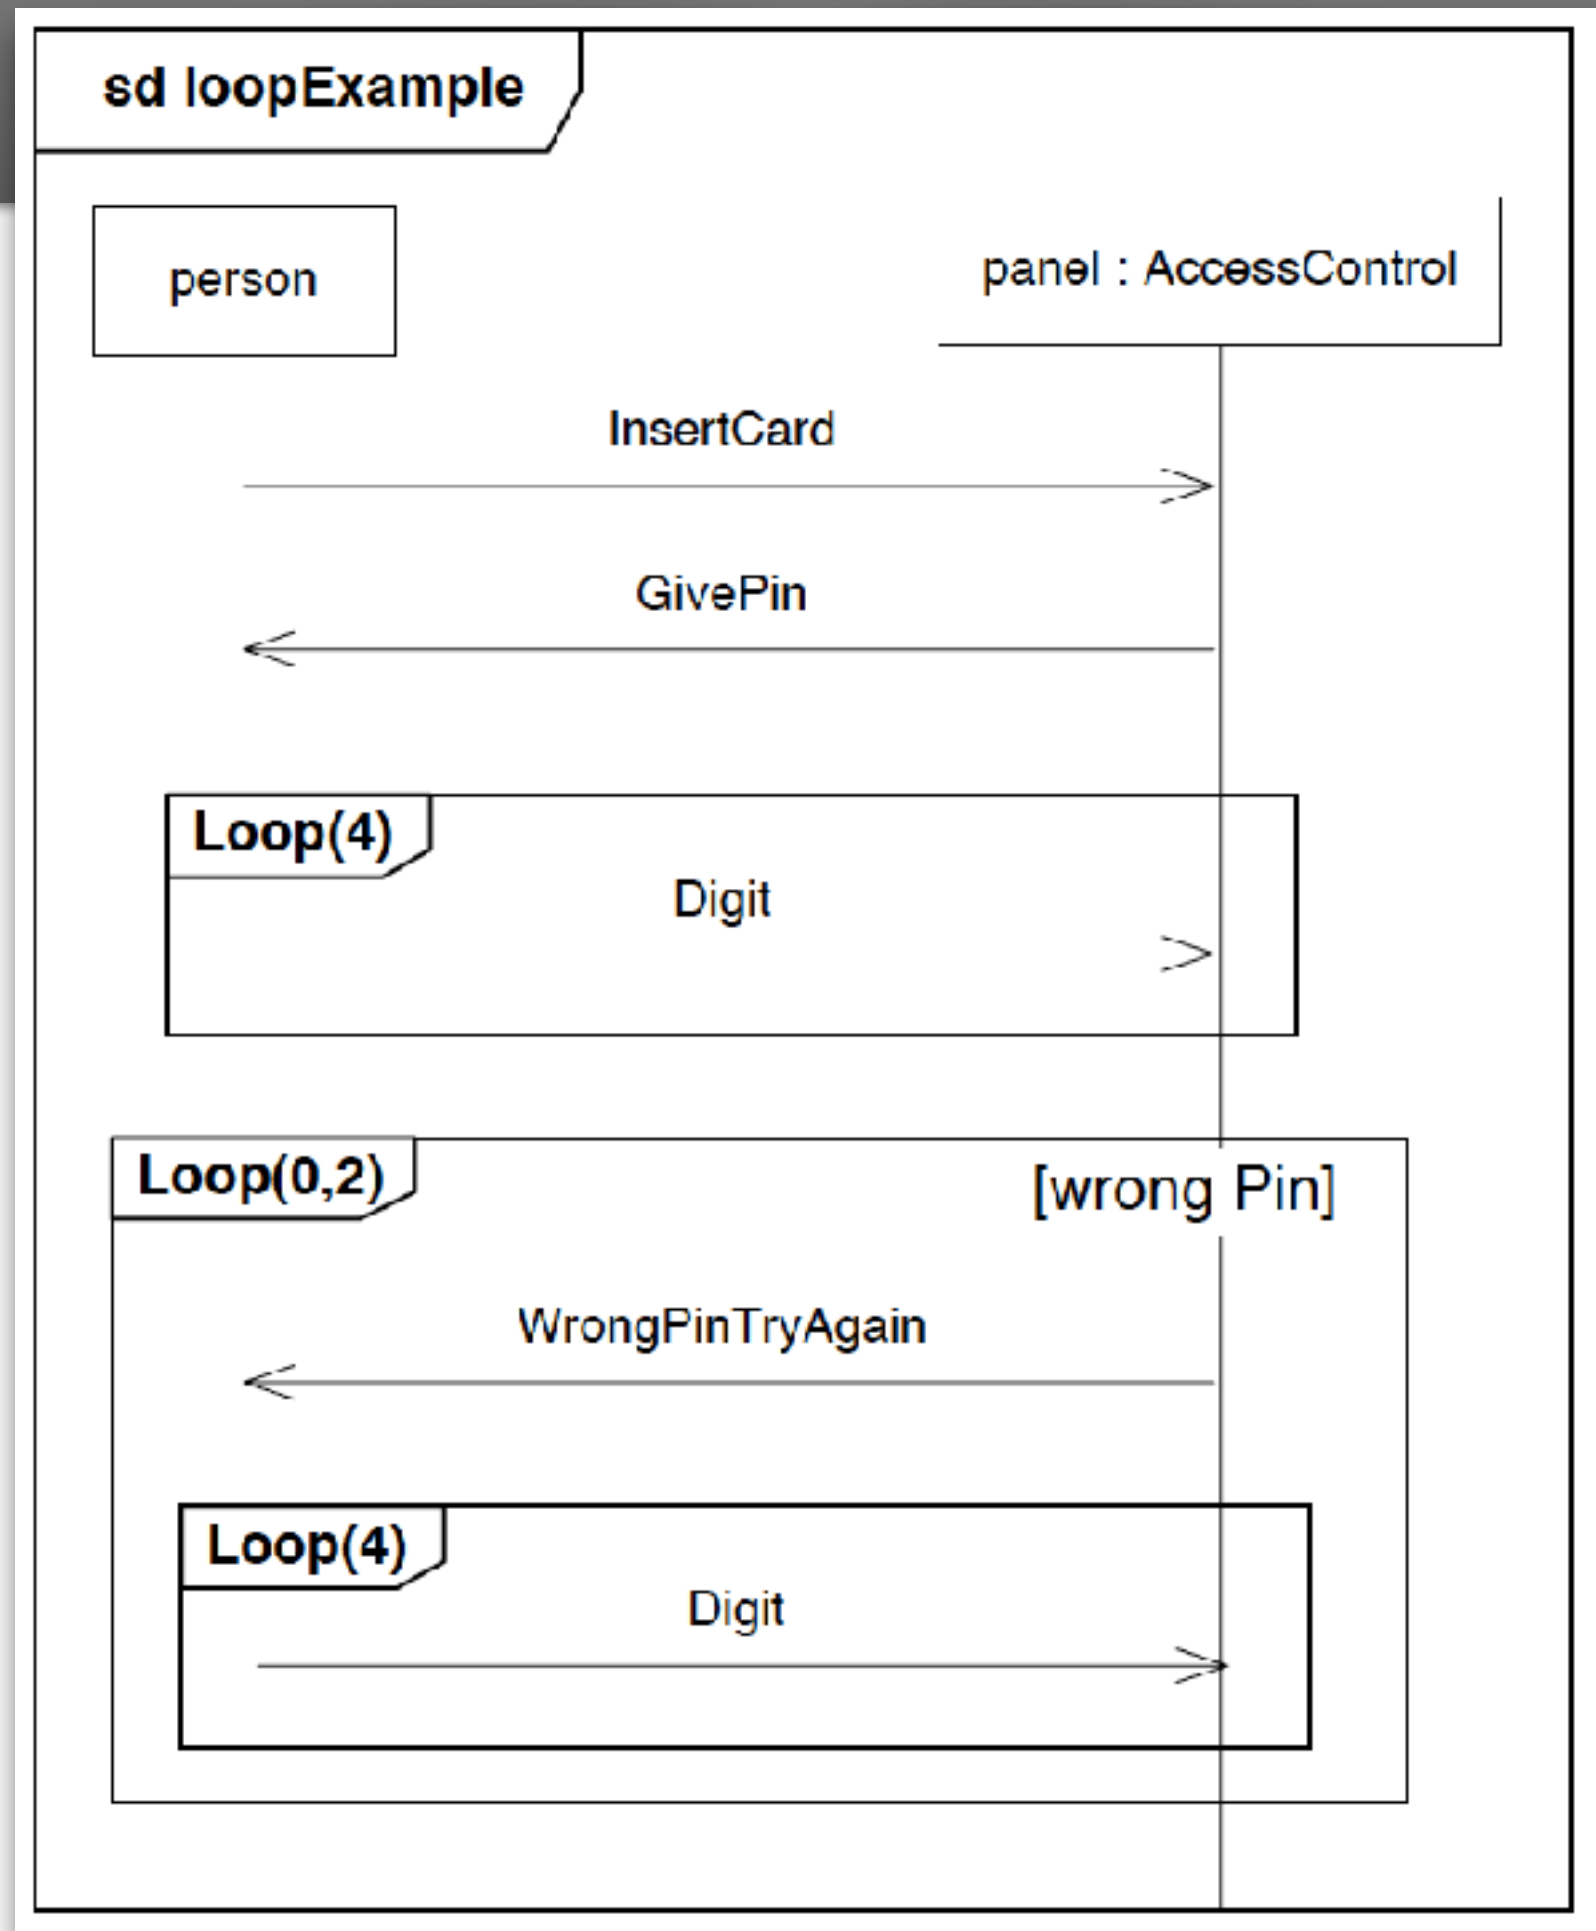 sd loopExample
person
panel : AccessControl
InsertCard
GivePin
Loop(4)
Digit
Loop(0,2)
[wrong Pin]
WrongPinTryAgain
Loop(4)
Digit